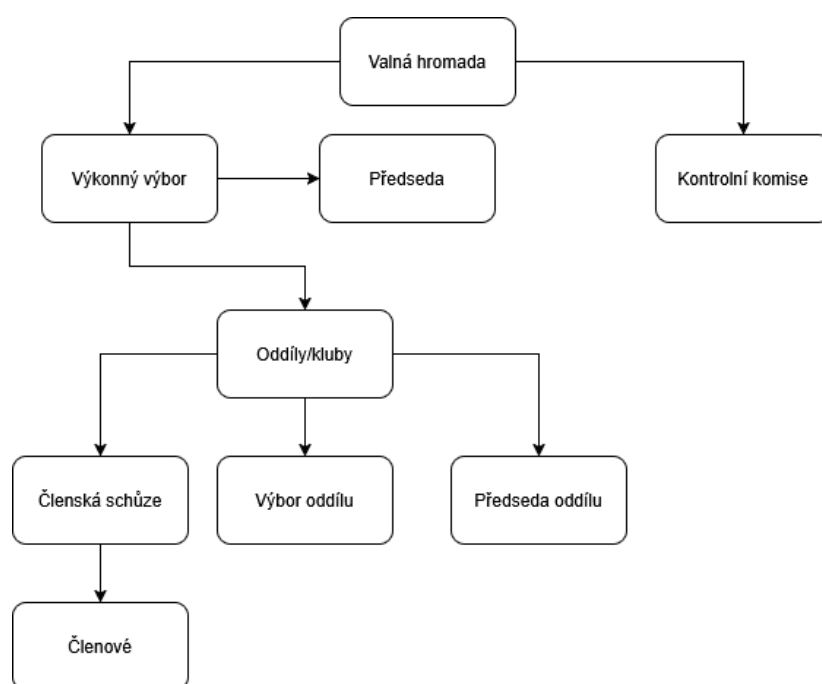 Valná hromada
Výkonný výbor
Předseda
Kontrolní komise
Oddíly/kluby
Členská schůze
Výbor oddílu
Předseda oddílu
Členové